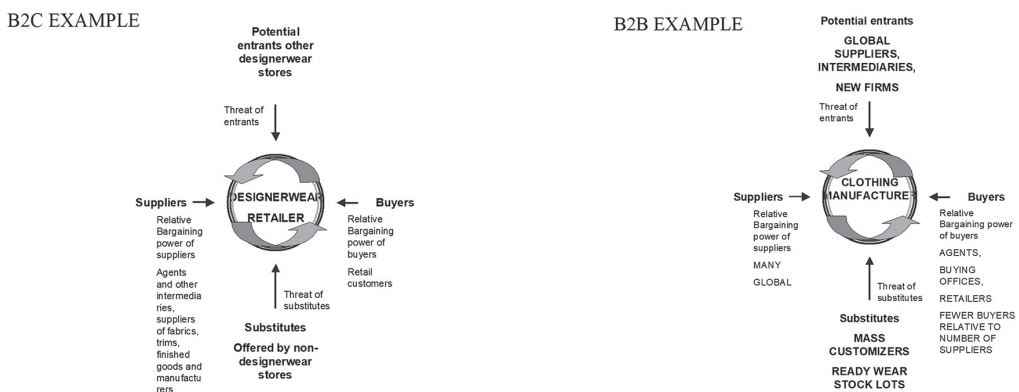 B2C EXAMPLE
Potential
entrants other
designerwear
stores
Threat of
entrants
DESIGNERWEAR
RETAILER
Suppliers
Relative
Bargaining
power of
suppliers
Agents
and other
intermedia
ries,
suppliers
of fabrics,
trims,
finished
goods and
manufactu
rers
Buyers
Relative
Bargaining
power of
buyers
Retail
customers
Threat of
substitutes
Substitutes
Offered by non-
designerwear
stores
B2B EXAMPLE
Potential entrants
GLOBAL
SUPPLIERS,
INTERMEDIARIES,
NEW FIRMS
Threat of
entrants
CLOTHING
MANUFACTURER
Suppliers
Relative
Bargaining
power of
suppliers
MANY
GLOBAL
Buyers
Relative
Bargaining power
of buyers
AGENTS,
BUYING
OFFICES,
RETAILERS
FEWER BUYERS
RELATIVE TO
NUMBER OF
SUPPLIERS
Threat of
substitutes
Substitutes
MASS
CUSTOMIZERS
READY WEAR
STOCK LOTS